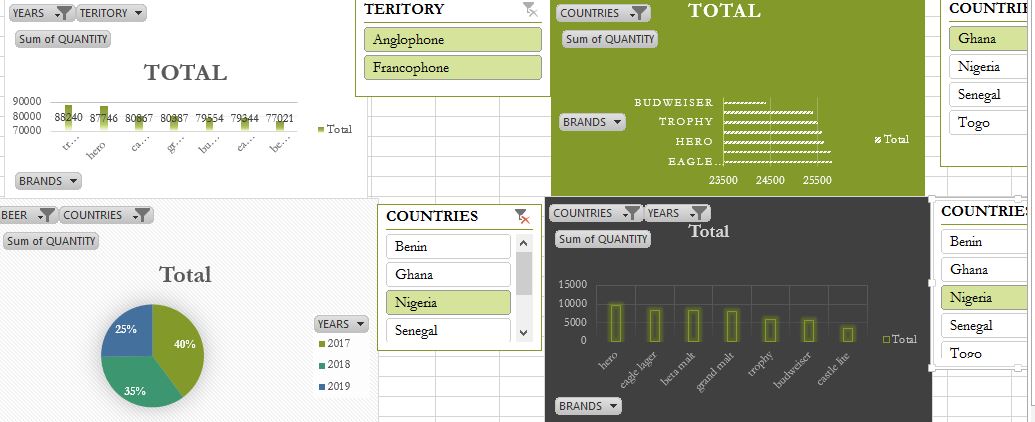 YEARS TERITORY
Sum of QUANTITY
TOTAL
90000
80000
70000
88240 87746 80867 80887 79554 79344 77021
tr... hero ca... gr... bu... ca... be...
Total
BRANDS
TERITORY
Anglophone
Francophone
COUNTRIES
Sum of QUANTITY
TOTAL
BRANDS
BUDWEISER
TROPHY
HERO
EAGLE...
23500 24500 25500
Total
COUNTRI
Ghana
Nigeria
Senegal
Togo
BEER COUNTRIES
Sum of QUANTITY
Total
25%
40%
35%
YEARS
2017
2018
2019
COUNTRIES
Benin
Ghana
Nigeria
Senegal
COUNTRIES YEARS
Sum of QUANTITY
Total
15000
10000
5000
0
hero eagle lager beta malt grand malt trophy budweiser castle lite
Total
BRANDS
COUNTRIE
Benin
Ghana
Nigeria
Senegal
Togo